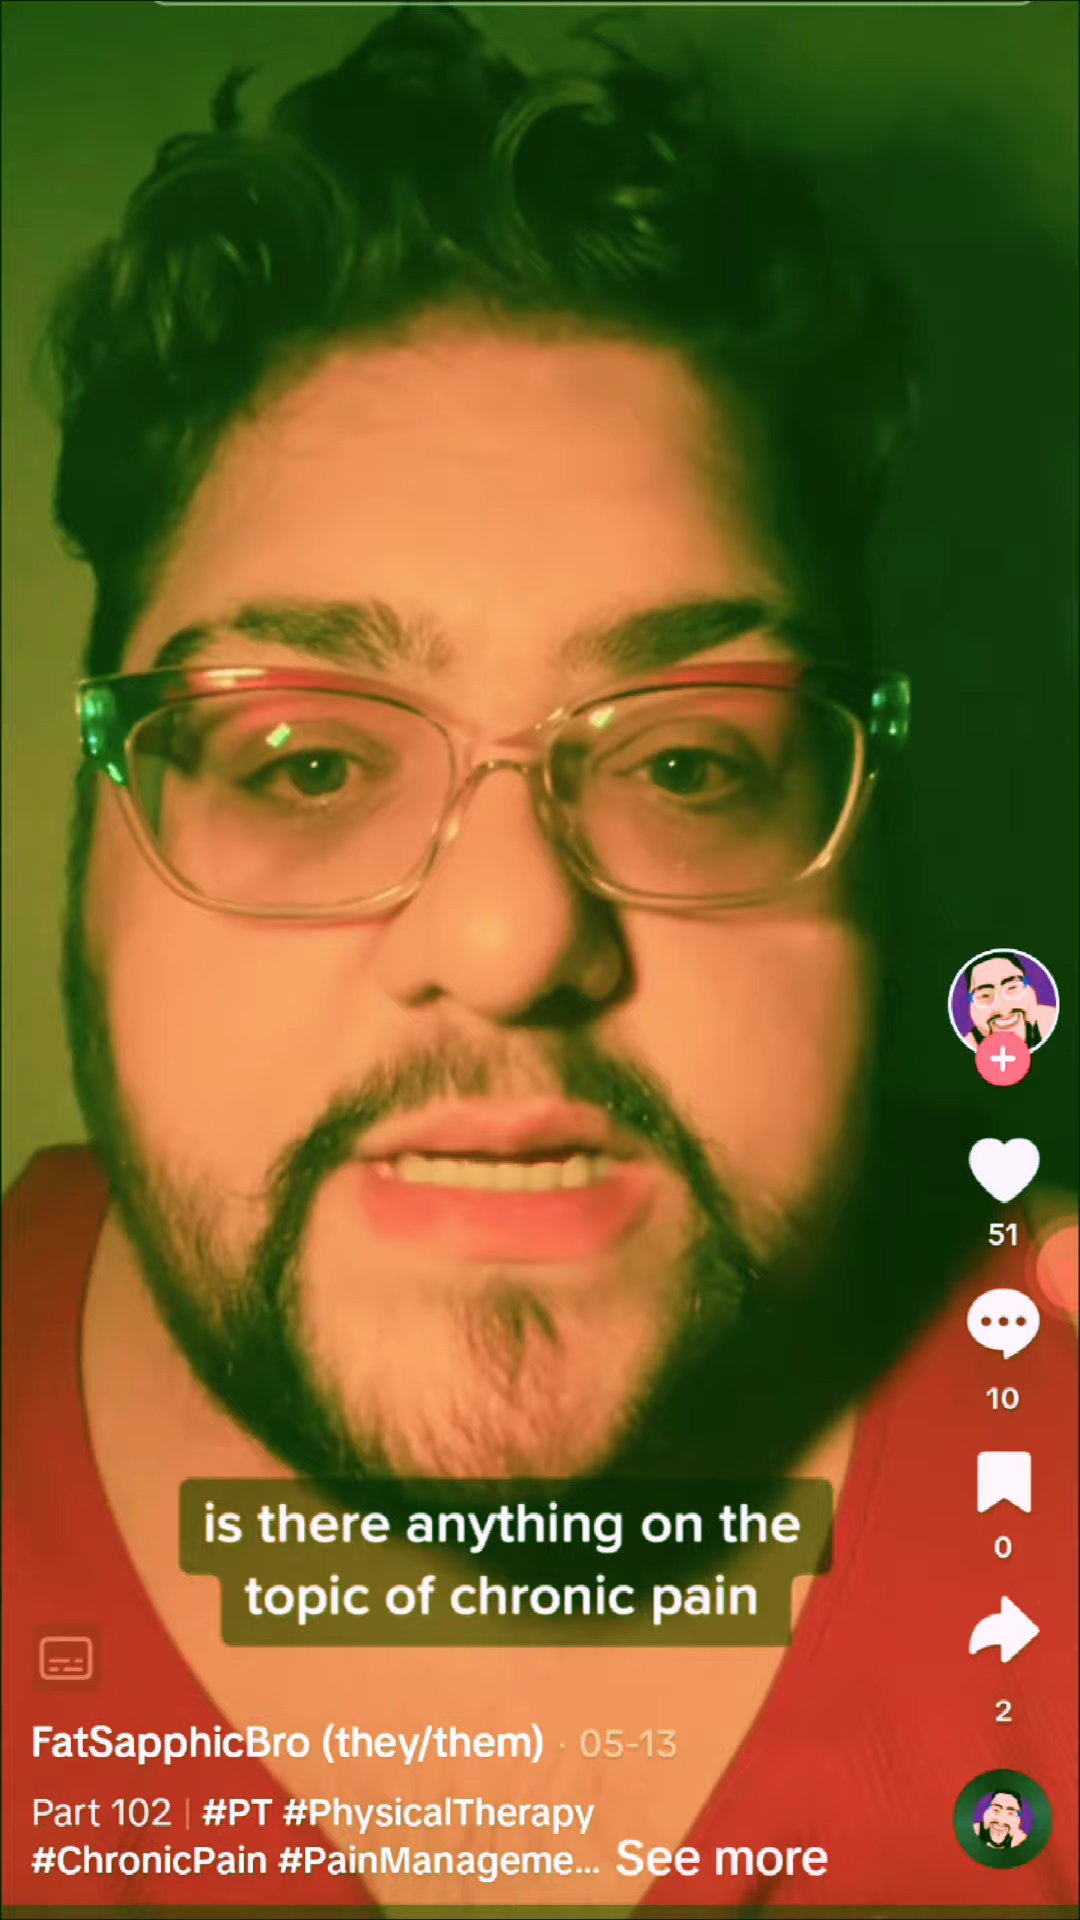 51
10
0
2
is there anything on the
topic of chronic pain
FatSapphicBro (they/them) · 05-13
Part 102 | #PT #PhysicalTherapy
#ChronicPain #PainManageme... See more